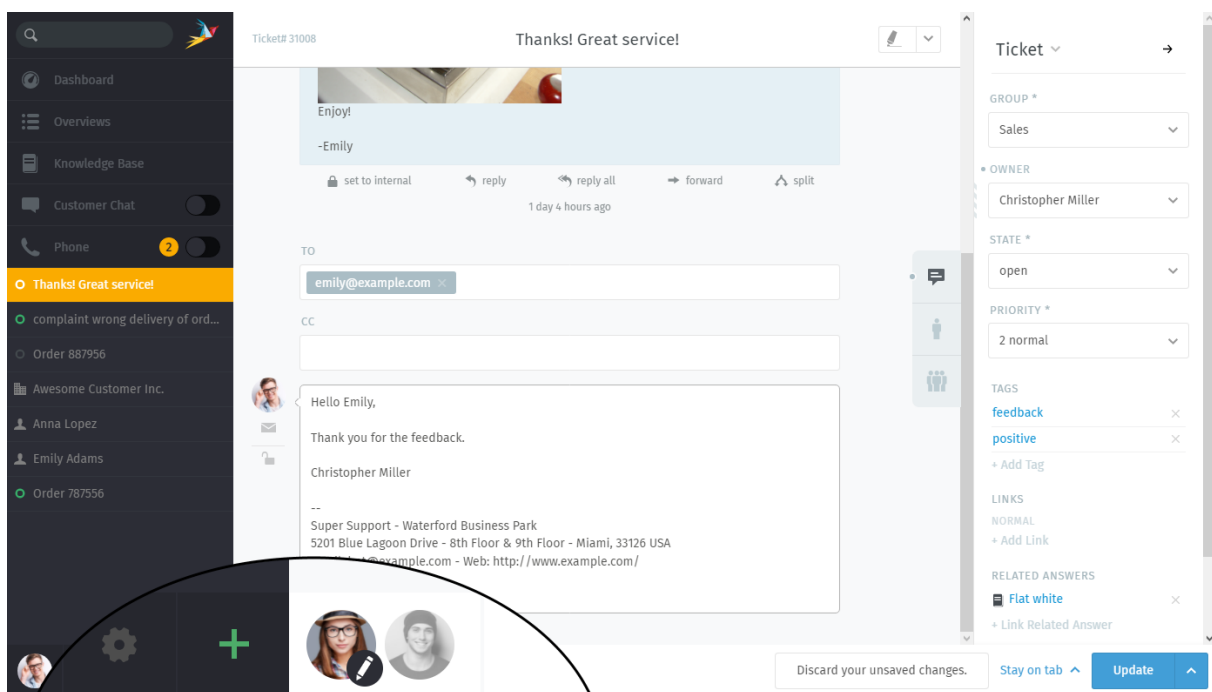 Dashboard
Overviews
Knowledge Base
Customer Chat
Phone 2
Thanks! Great service!
complaint wrong delivery of ord...
Order 887956
Awesome Customer Inc.
Anna Lopez
Emily Adams
Order 787556
Ticket# 31008
Thanks! Great service!
Enjoy!
-Emily
set to internal reply reply all forward split
1 day 4 hours ago
TO
emily@example.com ×
CC
Hello Emily,
Thank you for the feedback.
Christopher Miller
--
Super Support - Waterford Business Park
5201 Blue Lagoon Drive - 8th Floor & 9th Floor - Miami, 33126 USA
@example.com - Web: http://www.example.com/
Ticket
GROUP *
Sales
OWNER
Christopher Miller
STATE *
open
PRIORITY *
2 normal
TAGS
feedback ×
positive ×
+ Add Tag
LINKS
NORMAL
+ Add Link
RELATED ANSWERS
Flat white ×
+ Link Related Answer
Discard your unsaved changes. Stay on tab Update